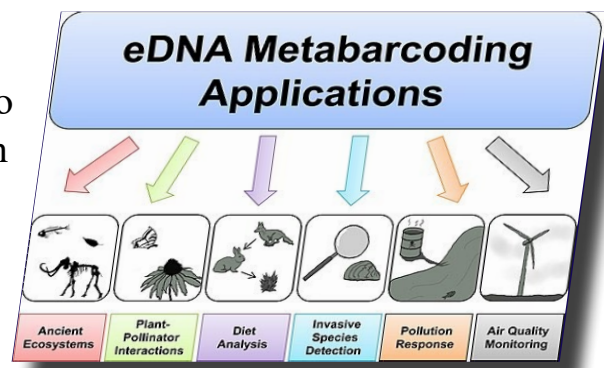 eDNA Metabarcoding
Applications
o
n
Ancient
Ecosystems
Plant-
Pollinator
Interactions
Diet
Analysis
Invasive
Species
Detection
Pollution
Response
Air Quality
Monitoring